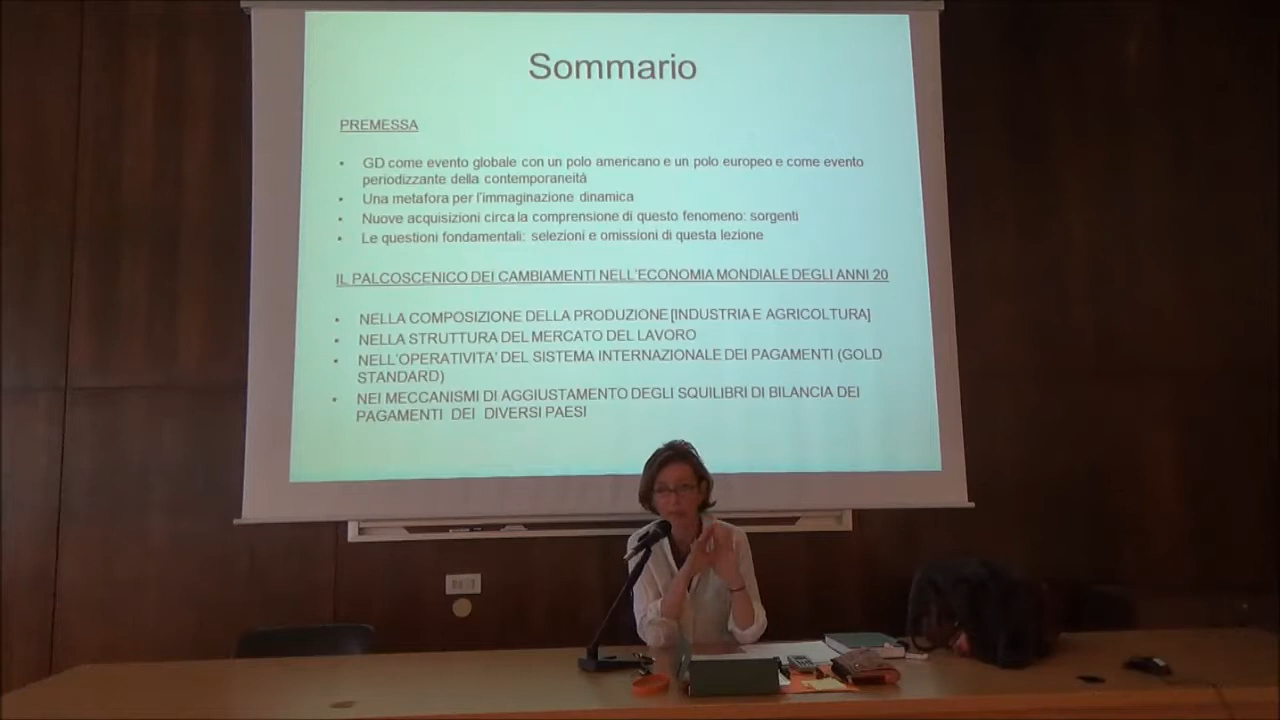 Sommario
PREMESSA
• GD come evento globale con un polo americano e un polo europeo e come evento
periodizzante della contemporaneità
• Una metafora per l'immaginazione dinamica
• Nuove acquisizioni circa la comprensione di questo fenomeno: sorgenti
• Le questioni fondamentali: selezioni e omissioni di questa lezione
IL PALCOSCENICO DEI CAMBIAMENTI NELL'ECONOMIA MONDIALE DEGLI ANNI 20
• NELLA COMPOSIZIONE DELLA PRODUZIONE [INDUSTRIA E AGRICOLTURA]
• NELLA STRUTTURA DEL MERCATO DEL LAVORO
• NELL'OPERATIVITA' DEL SISTEMA INTERNAZIONALE DEI PAGAMENTI (GOLD
STANDARD)
• NEI MECCANISMI DI AGGIUSTAMENTO DEGLI SQUILIBRI DI BILANCIA DEI
PAGAMENTI DEI DIVERSI PAESI